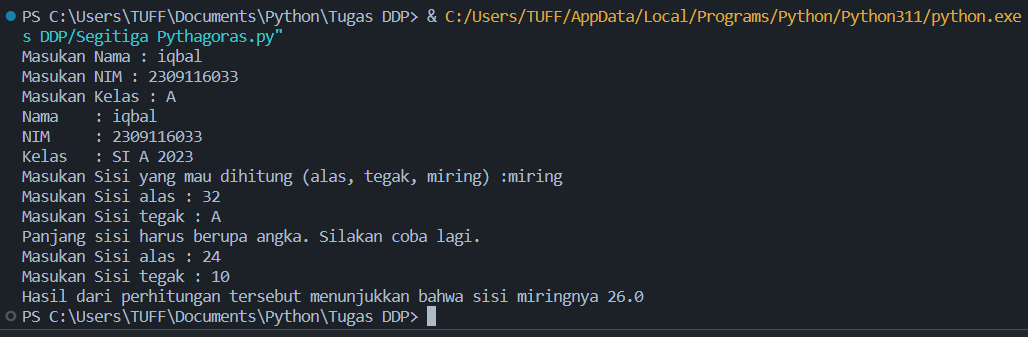 PS C:\Users\TUFF\Documents\Python\Tugas DDP> & C:/Users/TUFF/AppData/Local/Programs/Python/Python311/python.exe
s DDP/Segitiga Pythagoras.py"
Masukan Nama : iqbal
Masukan NIM : 2309116033
Masukan Kelas : A
Nama    : iqbal
NIM     : 2309116033
Kelas   : SI A 2023
Masukan Sisi yang mau dihitung (alas, tegak, miring) :miring
Masukan Sisi alas : 32
Masukan Sisi tegak : A
Panjang sisi harus berupa angka. Silakan coba lagi.
Masukan Sisi alas : 24
Masukan Sisi tegak : 10
Hasil dari perhitungan tersebut menunjukkan bahwa sisi miringnya 26.0
PS C:\Users\TUFF\Documents\Python\Tugas DDP>